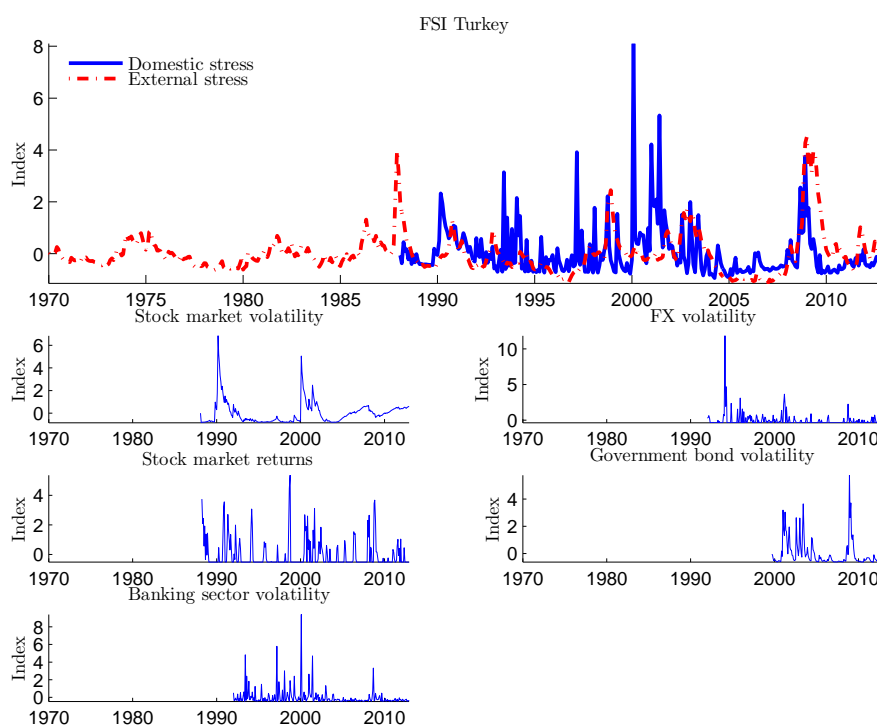 FSI Turkey
8
6
4
2
0
Index
Domestic stress
External stress
1970 1975 1980 1985 1990 1995 2000 2005 2010
Stock market volatility
6
4
2
0
Index
1970 1980 1990 2000 2010
FX volatility
10
5
0
Index
1970 1980 1990 2000 2010
Stock market returns
4
2
0
Index
1970 1980 1990 2000 2010
Government bond volatility
4
2
0
Index
1970 1980 1990 2000 2010
Banking sector volatility
8
6
4
2
0
Index
1970 1980 1990 2000 2010